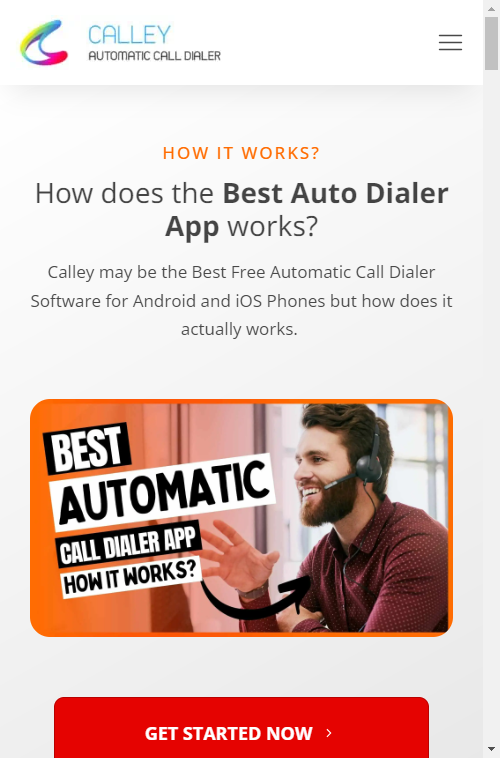 CALLEY
AUTOMATIC CALL DIALER
HOW IT WORKS?
How does the Best Auto Dialer
App works?
Calley may be the Best Free Automatic Call Dialer
Software for Android and iOS Phones but how does it
actually works.
BEST
AUTOMATIC
CALL DIALER APP
HOW IT WORKS?
GET STARTED NOW